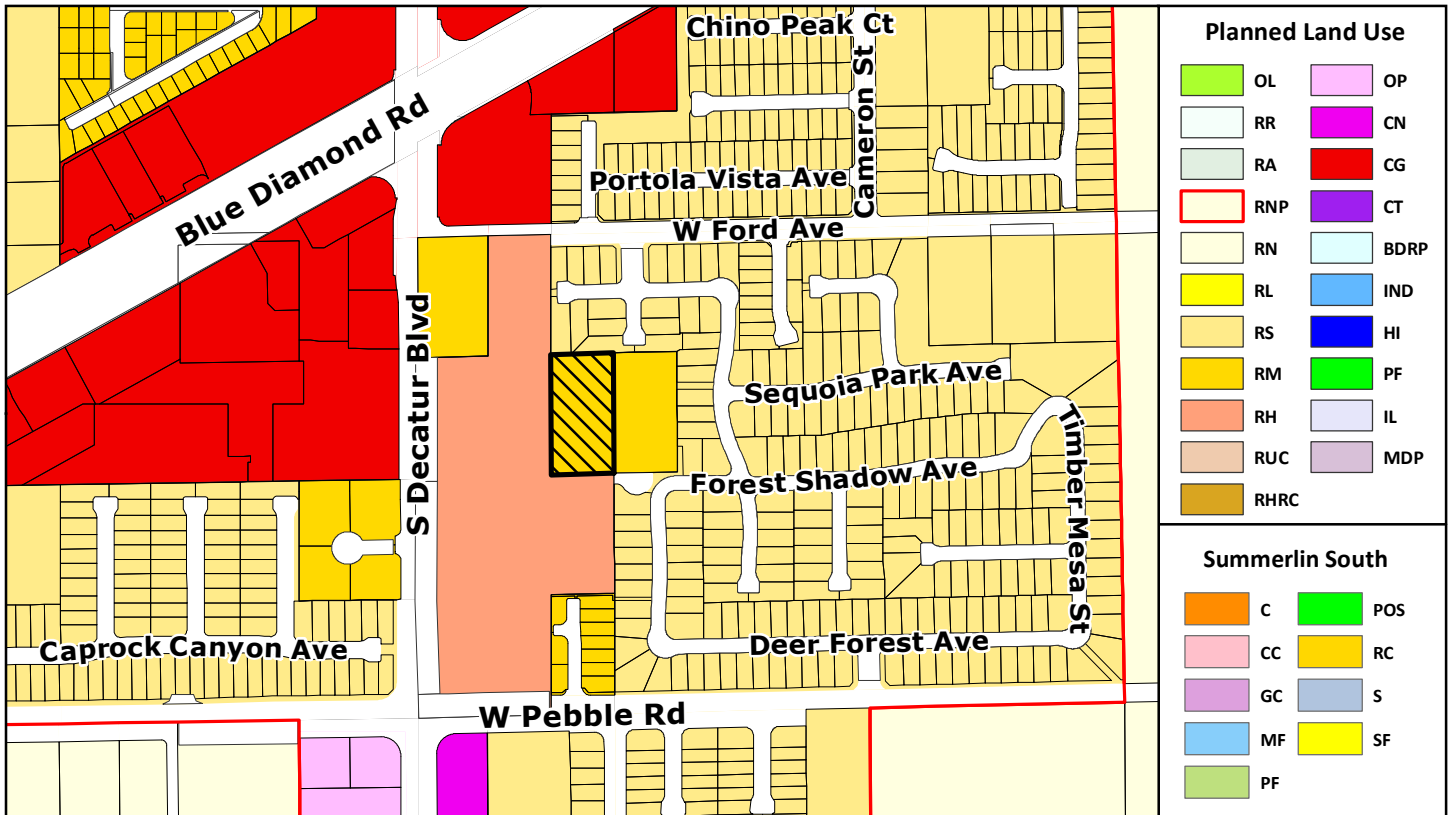 Chino Peak Ct
Cameron St
Blue Diamond Rd
Portola Vista Ave
W Ford Ave
S Decatur Blvd
Sequoia Park Ave
Forest Shadow Ave
Timber Mesa St
Caprock Canyon Ave
Deer Forest Ave
W Pebble Rd
Planned Land Use
OL OP
RR CN
RA CG
RNP CT
RN BDRP
RL IND
RS HI
RM PF
RH IL
RUC MDP
RHRC
Summerlin South
C POS
CC RC
GC S
MF SF
PF